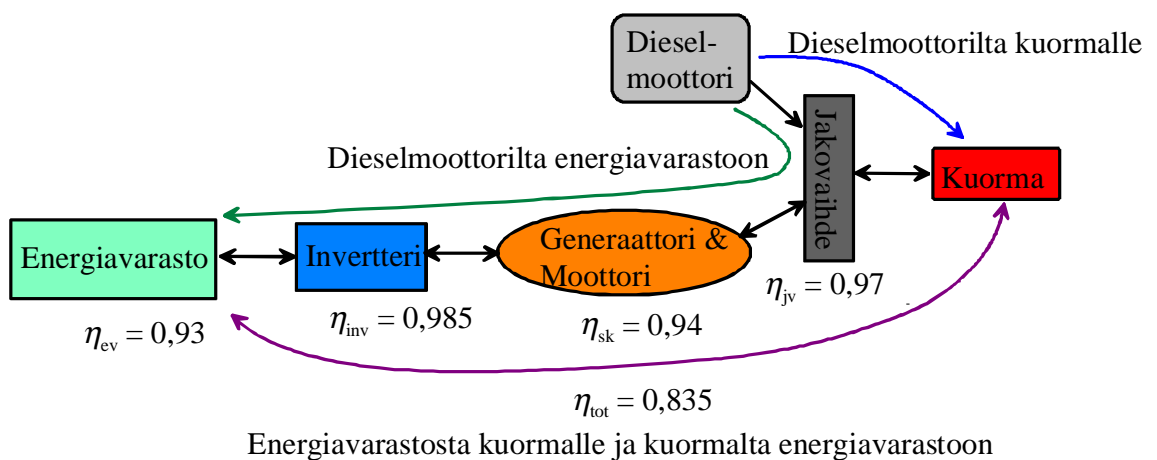 Diesel-
moottori
Dieselmoottorilta kuormalle
Jakovaihde
Dieselmoottorilta energiavarastoon
Kuorma
Energiavarasto
Invertteri
Generaattori &
Moottori
η_jv = 0,97
η_ev = 0,93
η_inv = 0,985
η_sk = 0,94
η_tot = 0,835
Energiavarastosta kuormalle ja kuormalta energiavarastoon